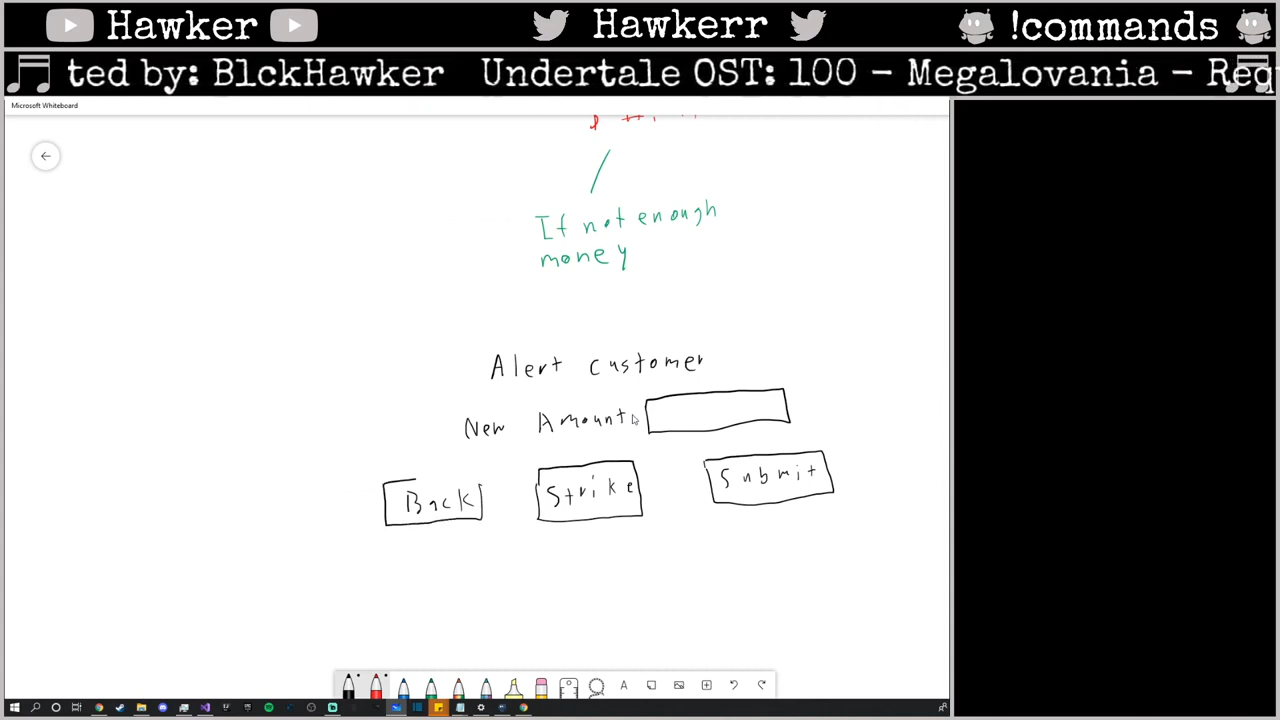 Hawker
Hawkerr
!commands
ted by: BlckHawker Undertale OST: 100 - Megalovania - Req
Microsoft Whiteboard
If not enough
money
Alert customer
New Amount:
Back
Strike
Submit
A